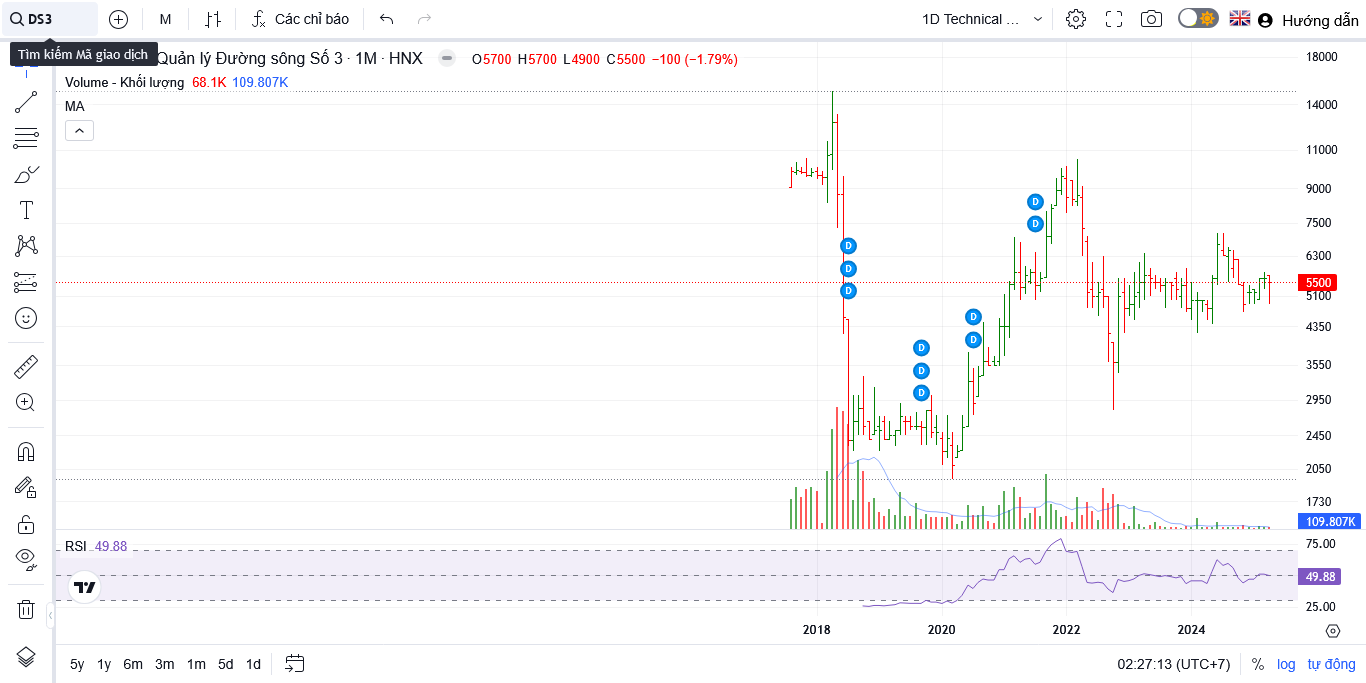 DS3
M
Các chỉ báo
1D Technical ...
Hướng dẫn
Tìm kiếm Mã giao dịch
Quản lý Đường sông Số 3 · 1M · HNX
O5700 H5700 L4900 C5500 −100 (−1.79%)
Volume - Khối lượng 68.1K 109.807K
MA
18000
14000
11000
9000
7500
6300
5500
5100
4350
3550
2950
2450
2050
1730
109.807K
D
D
D
D
D
D
D
D
D
D
T
RSI 49.88
75.00
49.88
25.00
2018
2020
2022
2024
5y 1y 6m 3m 1m 5d 1d
02:27:13 (UTC+7)
% log tự động